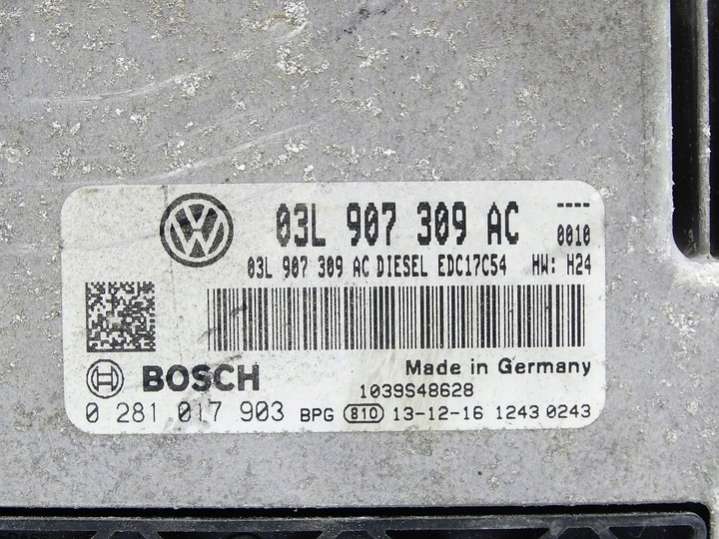 03L 907 309 AC ----
0010
03L 907 309 AC DIESEL EDC17C54 HW: H24
BOSCH Made in Germany
1039S48628
0 281 017 903 BPG 810 13-12-16 1243 0243